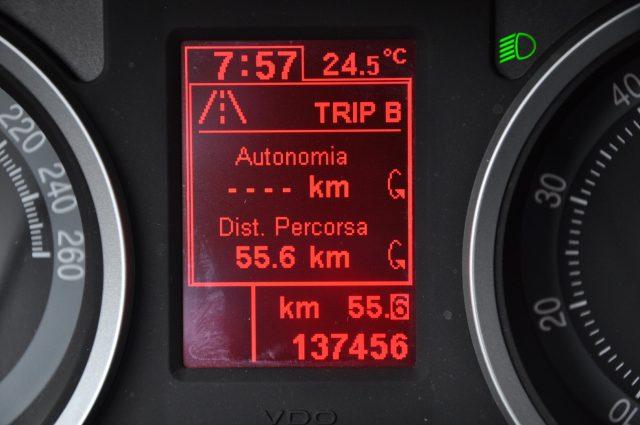 7:57 24.5°C
TRIP B
Autonomia
---- km
Dist. Percorsa
55.6 km
km 55.6
137456
220
240
260
40
30
20
10
VDO